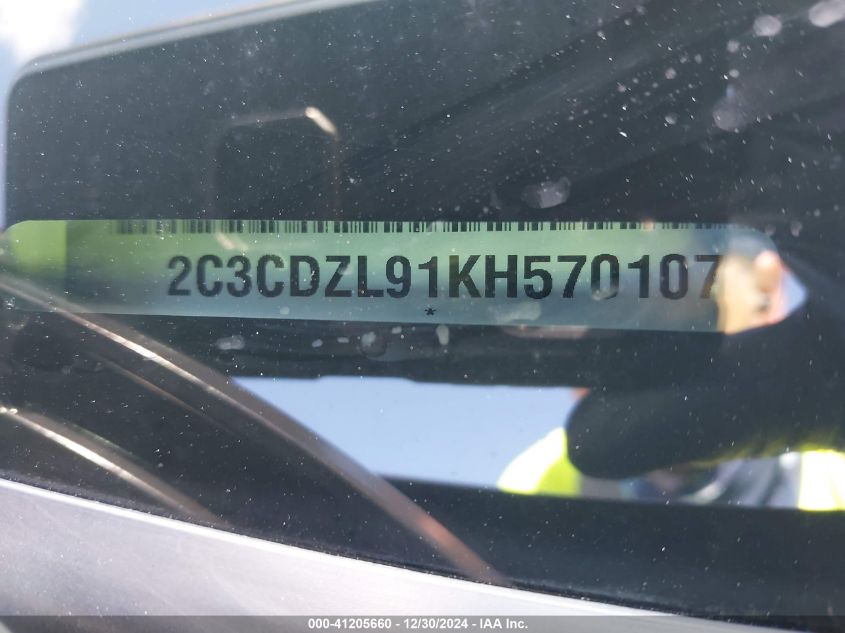 2C3CDZL91KH570107
*
000-41205660 - 12/30/2024 - IAA Inc.